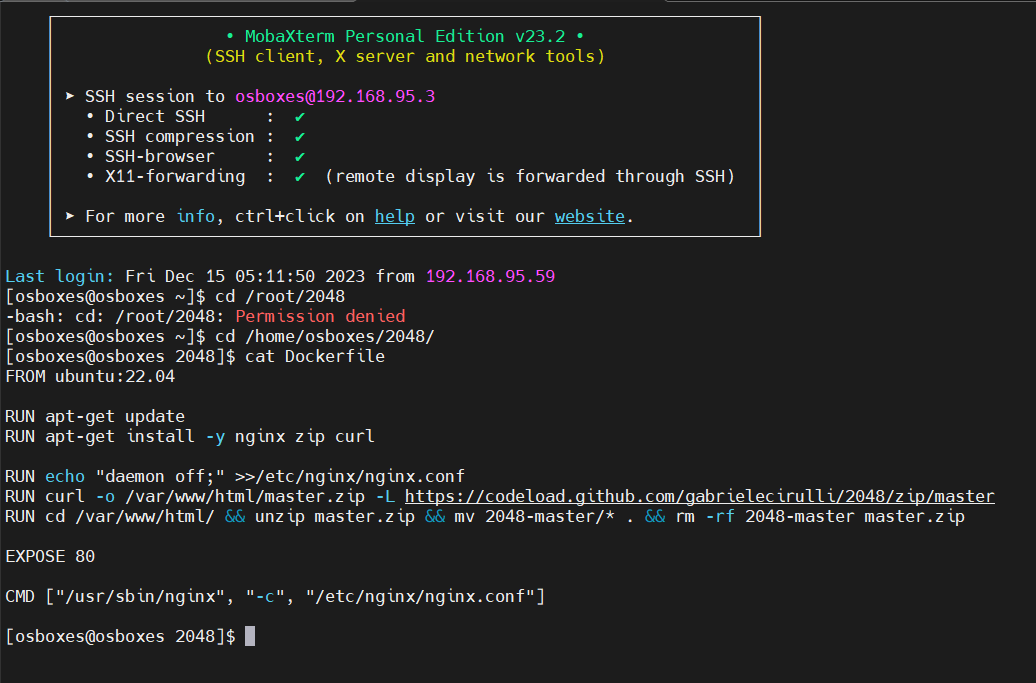 • MobaXterm Personal Edition v23.2 •
(SSH client, X server and network tools)
➤ SSH session to osboxes@192.168.95.3
• Direct SSH      :  ✔
• SSH compression :  ✔
• SSH-browser     :  ✔
• X11-forwarding  :  ✔  (remote display is forwarded through SSH)
➤ For more info, ctrl+click on help or visit our website.
Last login: Fri Dec 15 05:11:50 2023 from 192.168.95.59
[osboxes@osboxes ~]$ cd /root/2048
-bash: cd: /root/2048: Permission denied
[osboxes@osboxes ~]$ cd /home/osboxes/2048/
[osboxes@osboxes 2048]$ cat Dockerfile
FROM ubuntu:22.04
RUN apt-get update
RUN apt-get install -y nginx zip curl
RUN echo "daemon off;" >>/etc/nginx/nginx.conf
RUN curl -o /var/www/html/master.zip -L https://codeload.github.com/gabrielecirulli/2048/zip/master
RUN cd /var/www/html/ && unzip master.zip && mv 2048-master/* . && rm -rf 2048-master master.zip
EXPOSE 80
CMD ["/usr/sbin/nginx", "-c", "/etc/nginx/nginx.conf"]
[osboxes@osboxes 2048]$